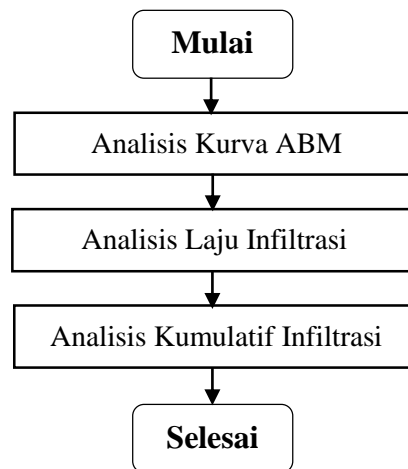 Mulai
Analisis Kurva ABM
Analisis Laju Infiltrasi
Analisis Kumulatif Infiltrasi
Selesai